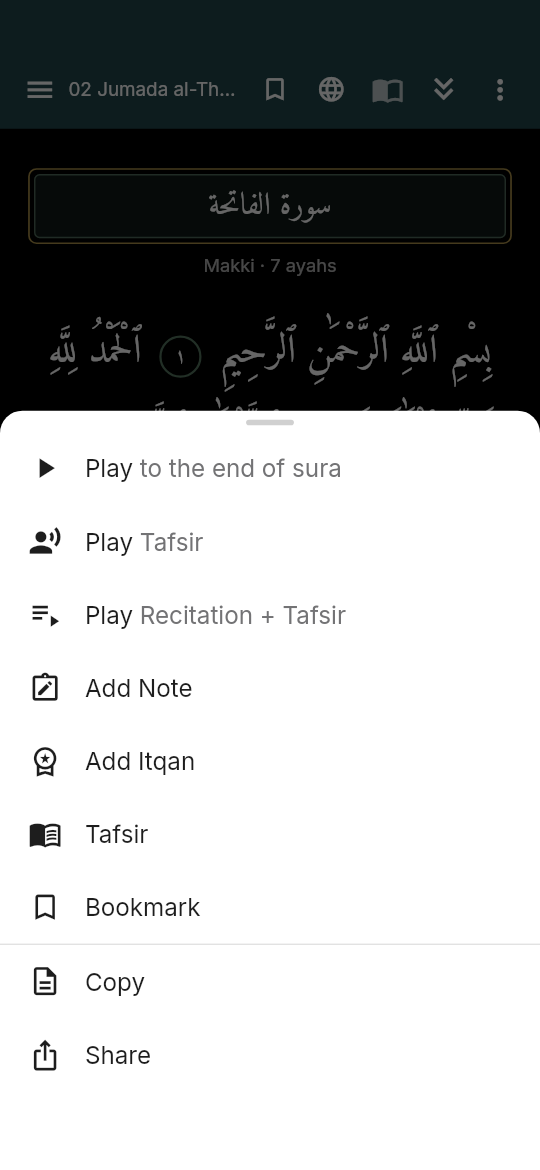 02 Jumada al-Th...
سورة الفاتحة
Makki · 7 ayahs
بِسْمِ ٱللَّهِ ٱلرَّحْمَٰنِ ٱلرَّحِيمِ ١ ٱلْحَمْدُ لِلَّهِ
Play to the end of sura
Play Tafsir
Play Recitation + Tafsir
Add Note
Add Itqan
Tafsir
Bookmark
Copy
Share